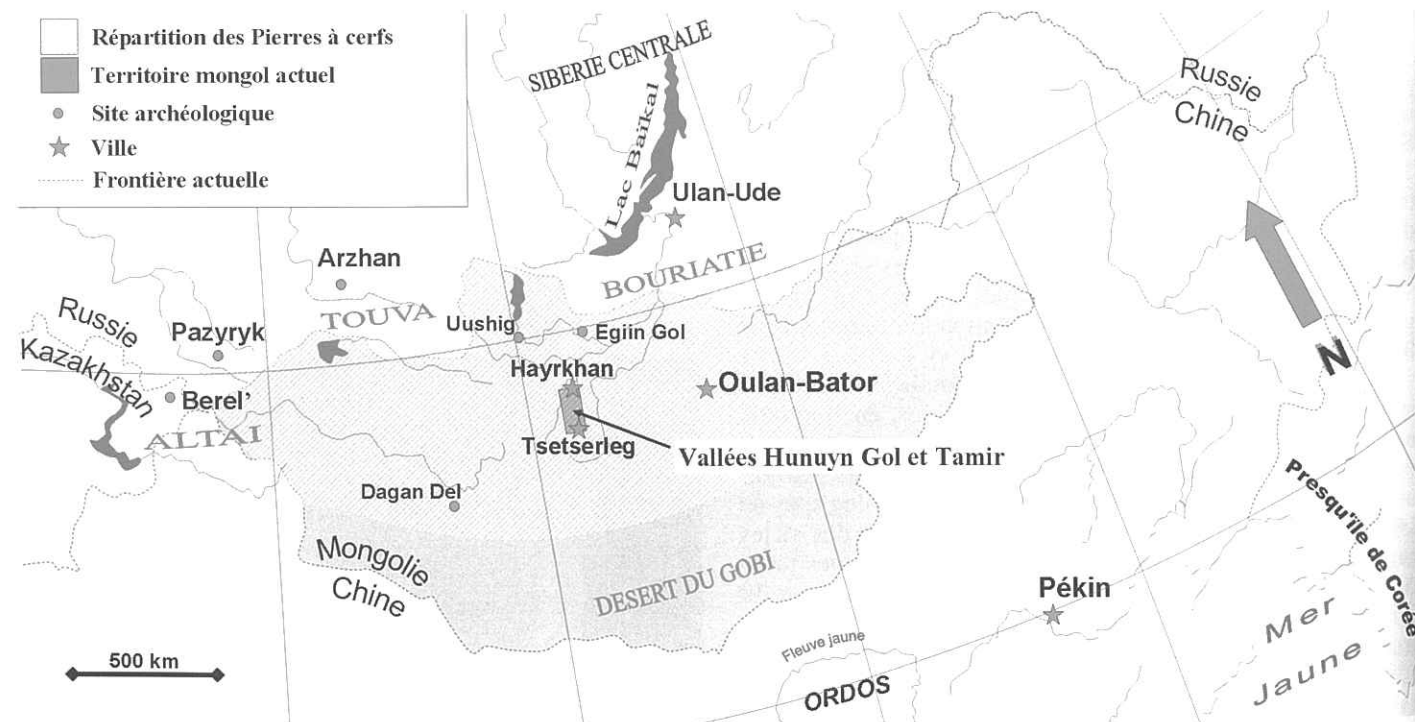 Répartition des Pierres à cerfs
Territoire mongol actuel
Site archéologique
Ville
Frontière actuelle
SIBERIE CENTRALE
Lac Baïkal
Ulan-Ude
Russie
Chine
Arzhan
BOURIATIE
TOUVA
Russie
Kazakhstan
Pazyryk
Uushig
Egiin Gol
N
Hayrkhan
Oulan-Bator
Berel'
ALTAI
Tsetserleg
Vallées Hunuyn Gol et Tamir
Dagan Del
Presqu'île de Corée
Mongolie
Chine
DESERT DU GOBI
Pékin
Mer
Jaune
Fleuve jaune
500 km
ORDOS